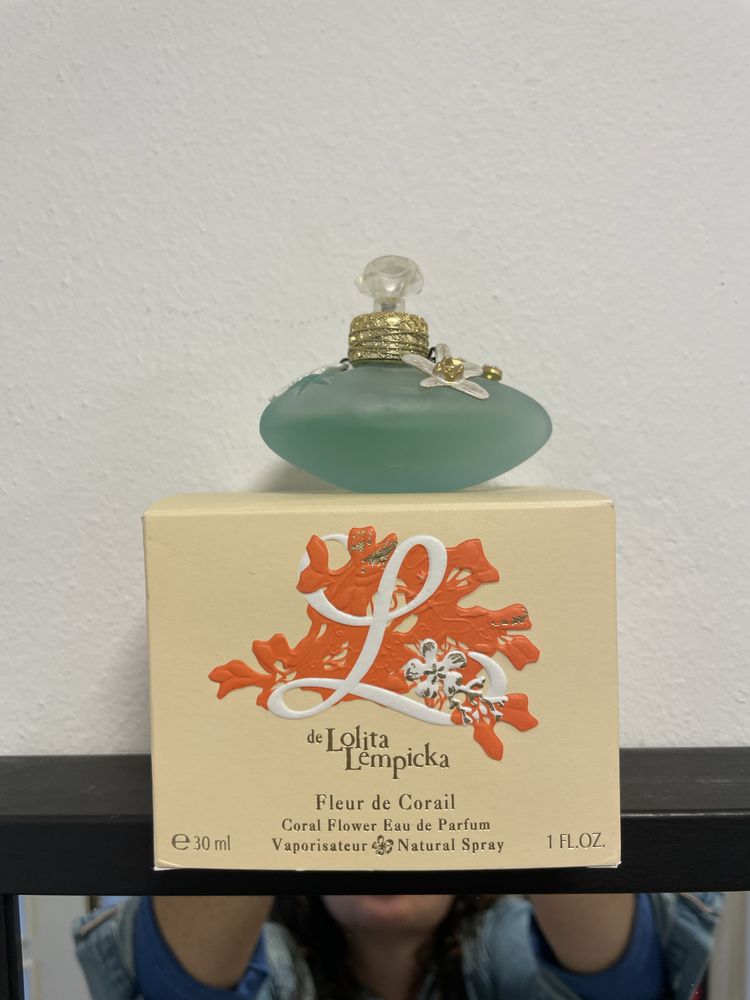 L
de Lolita
Lempicka
Fleur de Corail
Coral Flower Eau de Parfum
℮ 30 ml Vaporisateur Natural Spray 1 FL.OZ.